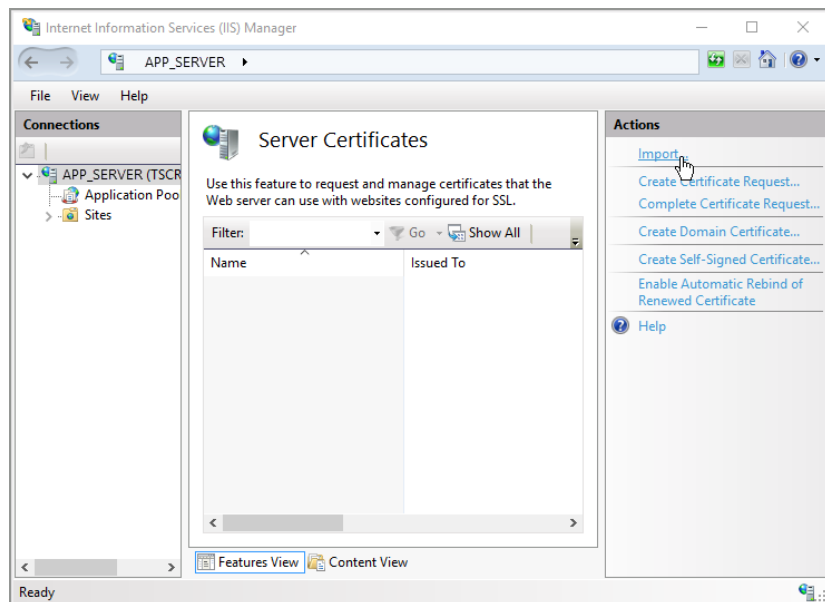 Internet Information Services (IIS) Manager
APP_SERVER
File View Help
Connections
APP_SERVER (TSCR
Application Poo
Sites
Server Certificates
Use this feature to request and manage certificates that the
Web server can use with websites configured for SSL.
Filter: Go Show All
Name Issued To
Features View Content View
Actions
Import...
Create Certificate Request...
Complete Certificate Request...
Create Domain Certificate...
Create Self-Signed Certificate...
Enable Automatic Rebind of
Renewed Certificate
Help
Ready